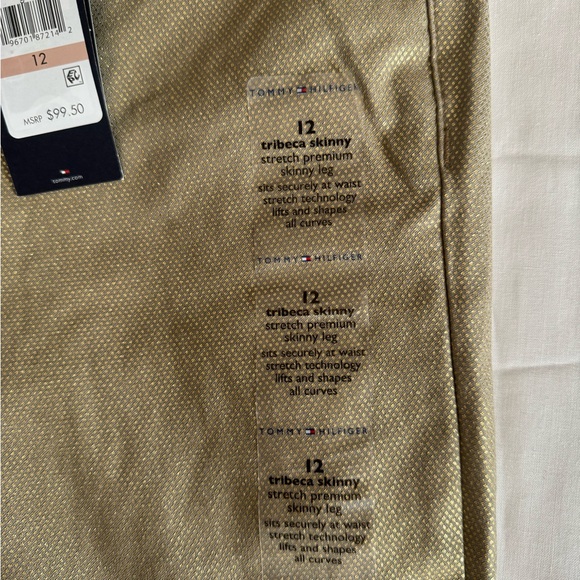 96701 87214 2
12
MSRP $99.50
tommy.com
TOMMY HILFIGER
12
tribeca skinny
stretch premium
skinny leg
sits securely at waist
stretch technology
lifts and shapes
all curves
TOMMY HILFIGER
12
tribeca skinny
stretch premium
skinny leg
sits securely at waist
stretch technology
lifts and shapes
all curves
TOMMY HILFIGER
12
tribeca skinny
stretch premium
skinny leg
sits securely at waist
stretch technology
lifts and shapes
all curves